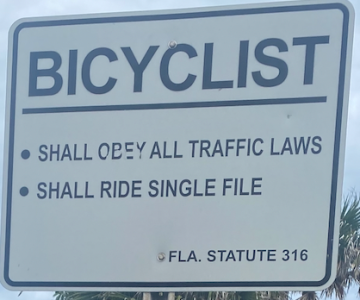 BICYCLIST
• SHALL OBEY ALL TRAFFIC LAWS
• SHALL RIDE SINGLE FILE
FLA. STATUTE 316